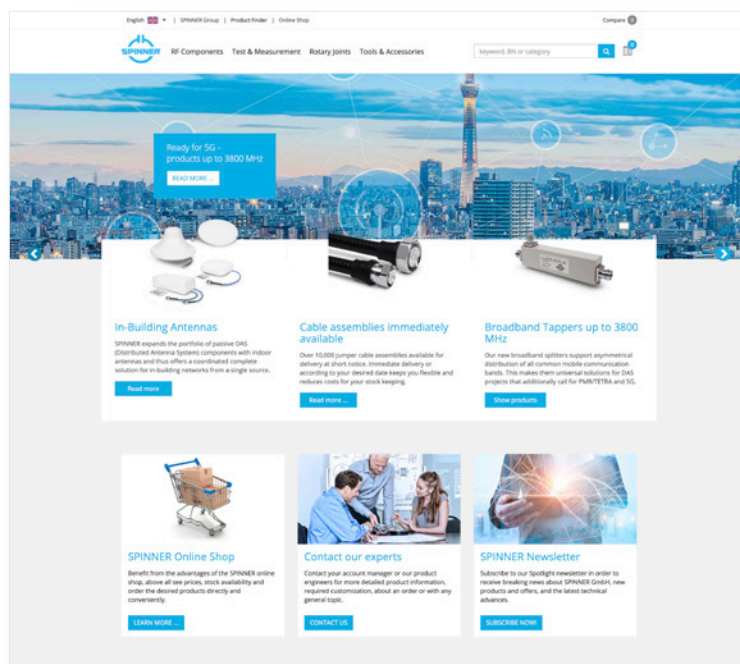 English | SPINNER Group | Product Finder | Online Shop
Compare 0
SPINNER
RF Components Test & Measurement Rotary Joints Tools & Accessories
keyword, BN or category
0
Ready for 5G -
products up to 3800 MHz
READ MORE ...
In-Building Antennas
SPINNER expands the portfolio of passive DAS
(Distributed Antenna System) components with indoor
antennas and thus offers a coordinated complete
solution for in-building networks from a single source.
Read more
Cable assemblies immediately
available
Over 10,000 jumper cable assemblies available for
delivery at short notice. Immediate delivery or
according to your desired date keeps you flexible and
reduces costs for your stock keeping.
Read more ...
Broadband Tappers up to 3800
MHz
Our new broadband splitters support asymmetrical
distribution of all common mobile communication
bands. This makes them universal solutions for DAS
projects that additionally call for PMR/TETRA and 5G.
Show products
SPINNER Online Shop
Benefit from the advantages of the SPINNER online
shop, above all see prices, stock availability and
order the desired products directly and
conveniently.
LEARN MORE ...
Contact our experts
Contact your account manager or our product
engineers for more detailed product information,
required customization, about an order or with any
general topic.
CONTACT US
SPINNER Newsletter
Subscribe to our Spotlight newsletter in order to
receive breaking news about SPINNER GmbH, new
products and offers, and the latest technical
advances.
SUBSCRIBE NOW!